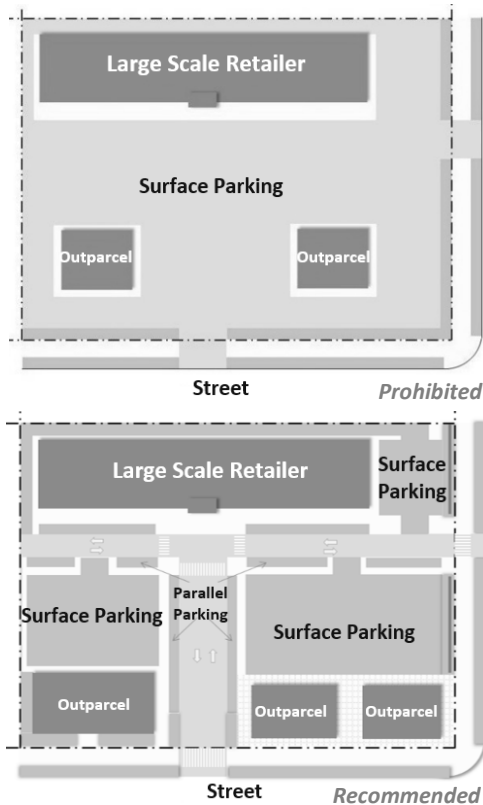 Large Scale Retailer
Surface Parking
Outparcel
Outparcel
Street
Prohibited
Large Scale Retailer
Surface
Parking
Parallel
Parking
Surface Parking
Surface Parking
Outparcel
Outparcel
Outparcel
Street
Recommended